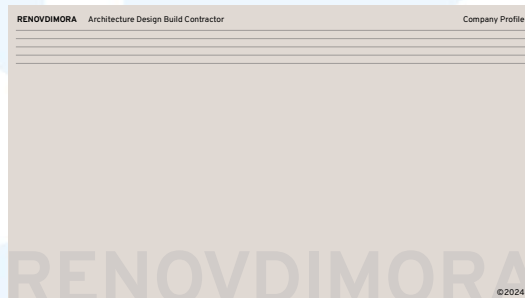 RENOVDIMORA Architecture Design Build Contractor Company Profile
RENOVDIMORA
©2024